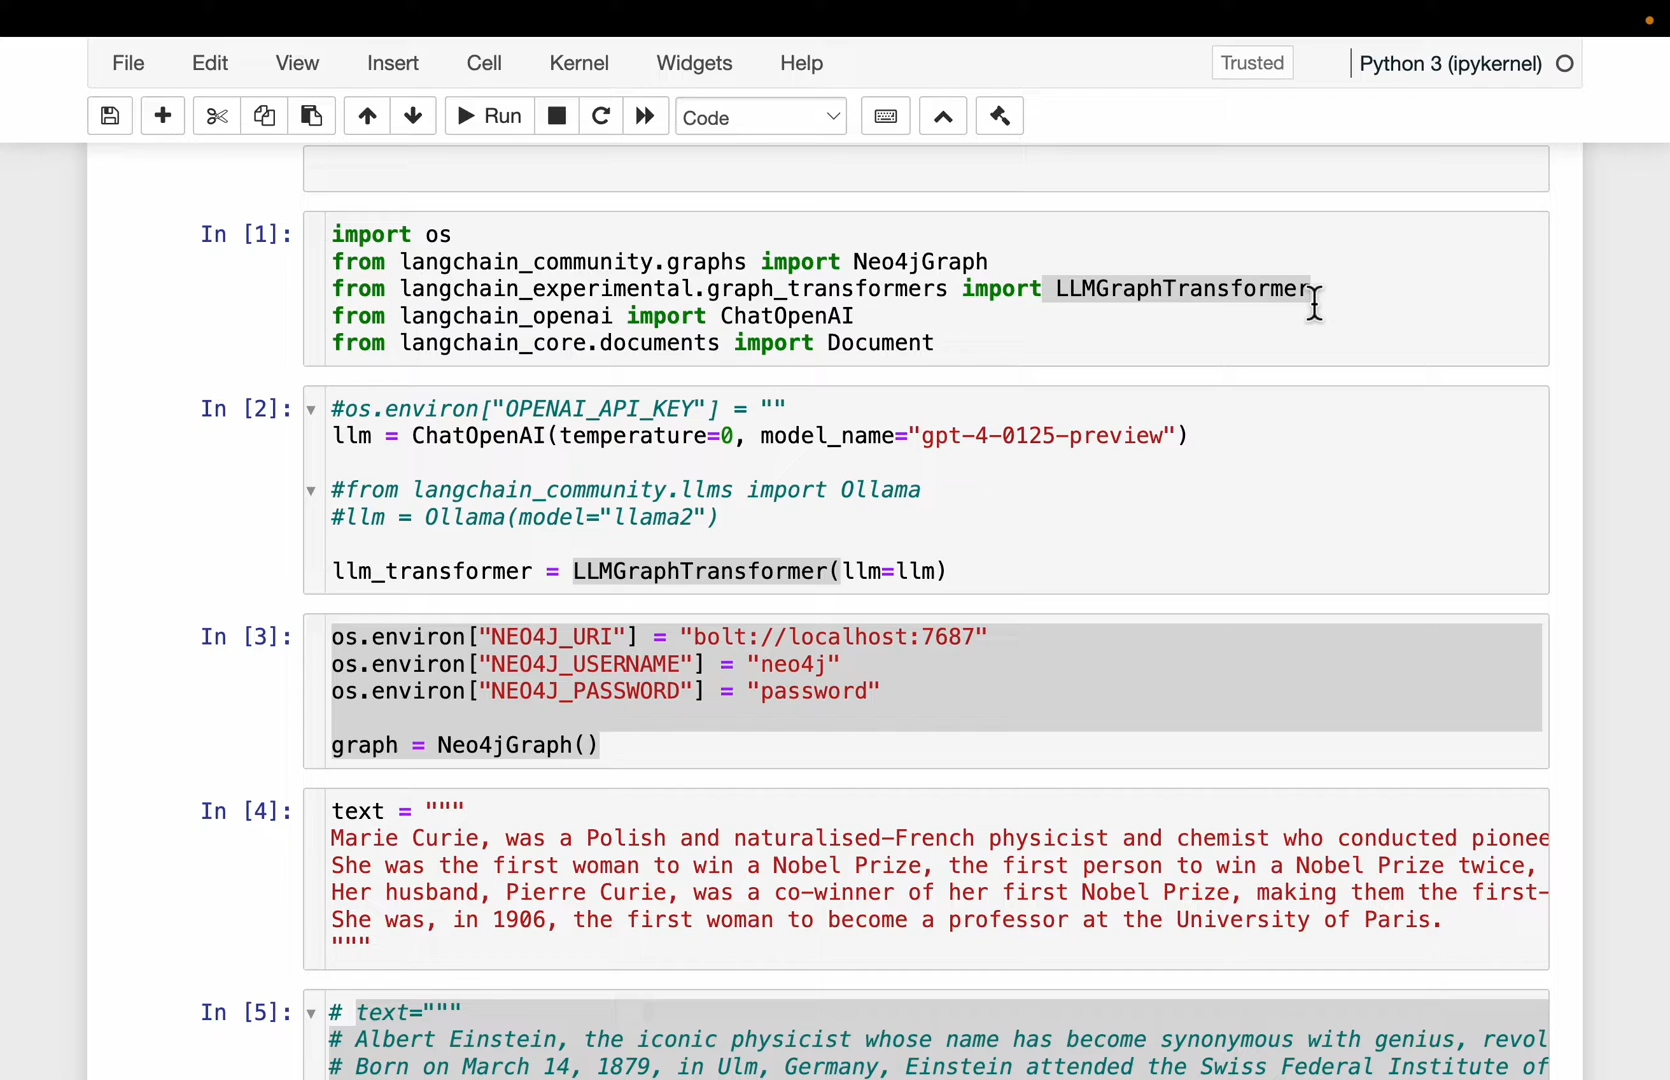 File Edit View Insert Cell Kernel Widgets Help Trusted Python 3 (ipykernel)
Run Code
In [1]:
import os
from langchain_community.graphs import Neo4jGraph
from langchain_experimental.graph_transformers import LLMGraphTransformer
from langchain_openai import ChatOpenAI
from langchain_core.documents import Document
In [2]:
#os.environ["OPENAI_API_KEY"] = ""
llm = ChatOpenAI(temperature=0, model_name="gpt-4-0125-preview")
#from langchain_community.llms import Ollama
#llm = Ollama(model="llama2")
llm_transformer = LLMGraphTransformer(llm=llm)
In [3]:
os.environ["NEO4J_URI"] = "bolt://localhost:7687"
os.environ["NEO4J_USERNAME"] = "neo4j"
os.environ["NEO4J_PASSWORD"] = "password"
graph = Neo4jGraph()
In [4]:
text = """
Marie Curie, was a Polish and naturalised-French physicist and chemist who conducted pionee
She was the first woman to win a Nobel Prize, the first person to win a Nobel Prize twice,
Her husband, Pierre Curie, was a co-winner of her first Nobel Prize, making them the first-
She was, in 1906, the first woman to become a professor at the University of Paris.
"""
In [5]:
# text="""
# Albert Einstein, the iconic physicist whose name has become synonymous with genius, revol
# Born on March 14, 1879, in Ulm, Germany, Einstein attended the Swiss Federal Institute of